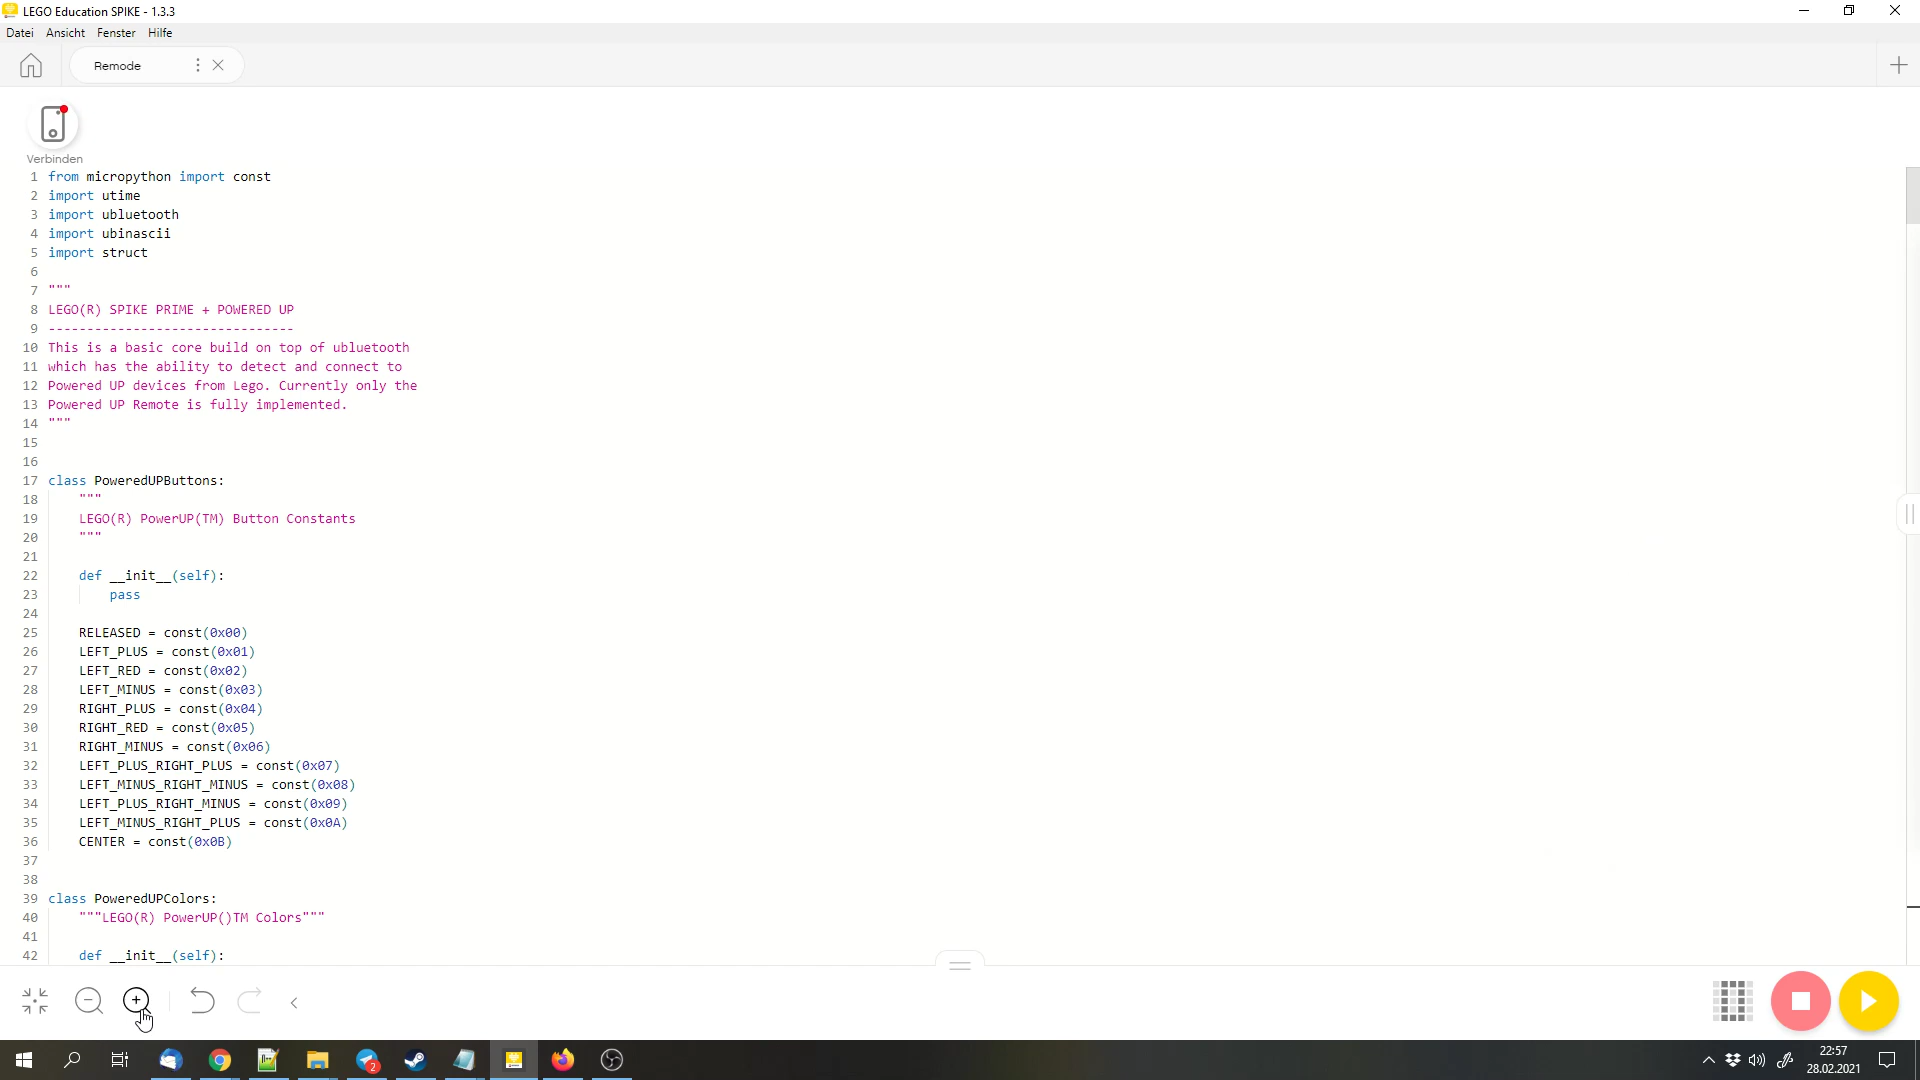 LEGO Education SPIKE - 1.3.3
Datei Ansicht Fenster Hilfe
Remode
Verbinden
1 from micropython import const
2 import utime
3 import ubluetooth
4 import ubinascii
5 import struct
6
7 """
8 LEGO(R) SPIKE PRIME + POWERED UP
9 --------------------------------
10 This is a basic core build on top of ubluetooth
11 which has the ability to detect and connect to
12 Powered UP devices from Lego. Currently only the
13 Powered UP Remote is fully implemented.
14 """
15
16
17 class PoweredUPButtons:
18     """
19     LEGO(R) PowerUP(TM) Button Constants
20     """
21
22     def __init__(self):
23         pass
24
25     RELEASED = const(0x00)
26     LEFT_PLUS = const(0x01)
27     LEFT_RED = const(0x02)
28     LEFT_MINUS = const(0x03)
29     RIGHT_PLUS = const(0x04)
30     RIGHT_RED = const(0x05)
31     RIGHT_MINUS = const(0x06)
32     LEFT_PLUS_RIGHT_PLUS = const(0x07)
33     LEFT_MINUS_RIGHT_MINUS = const(0x08)
34     LEFT_PLUS_RIGHT_MINUS = const(0x09)
35     LEFT_MINUS_RIGHT_PLUS = const(0x0A)
36     CENTER = const(0x0B)
37
38
39 class PoweredUPColors:
40     """LEGO(R) PowerUP()TM Colors"""
41
42     def __init__(self):
2
22:57
28.02.2021